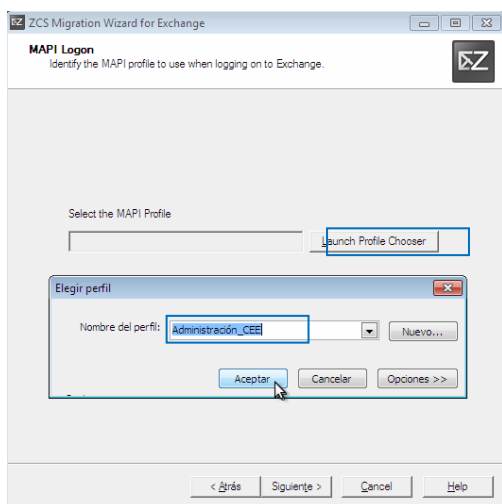 ZCS Migration Wizard for Exchange
MAPI Logon
Identify the MAPI profile to use when logging on to Exchange.
Select the MAPI Profile
Launch Profile Chooser
Elegir perfil
Nombre del perfil: Administración_CEE Nuevo...
Aceptar Cancelar Opciones >>
< Atrás Siguiente > Cancel Help